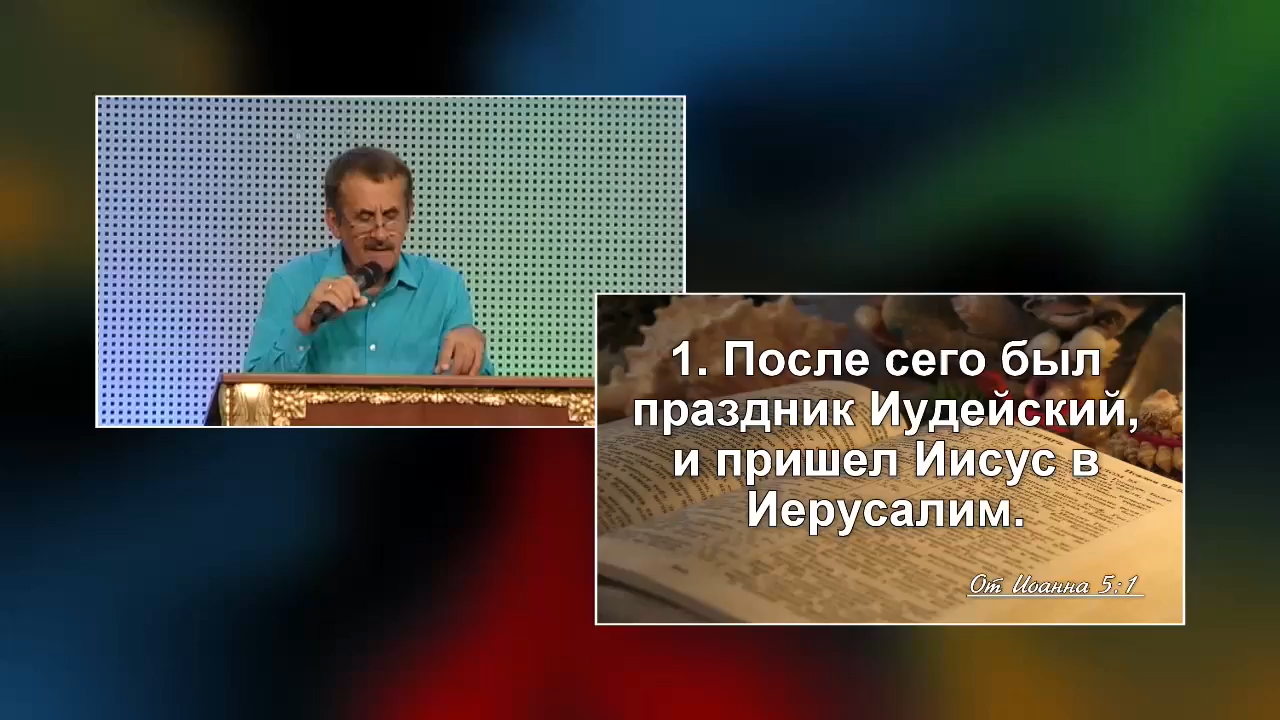 1. После сего был
праздник Иудейский,
и пришел Иисус в
Иерусалим.
От Иоанна 5:1